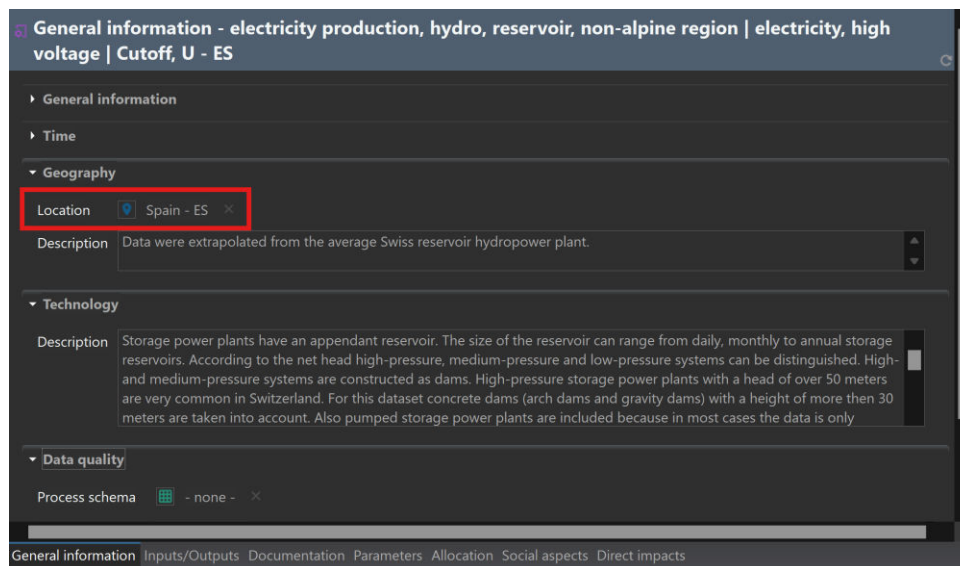 General information - electricity production, hydro, reservoir, non-alpine region | electricity, high
voltage | Cutoff, U - ES
General information
Time
Geography
Location Spain - ES ×
Description Data were extrapolated from the average Swiss reservoir hydropower plant.
Technology
Description Storage power plants have an appendant reservoir. The size of the reservoir can range from daily, monthly to annual storage
reservoirs. According to the net head high-pressure, medium-pressure and low-pressure systems can be distinguished. High-
and medium-pressure systems are constructed as dams. High-pressure storage power plants with a head of over 50 meters
are very common in Switzerland. For this dataset concrete dams (arch dams and gravity dams) with a height of more then 30
meters are taken into account. Also pumped storage power plants are included because in most cases the data is only
Data quality
Process schema - none - ×
General information Inputs/Outputs Documentation Parameters Allocation Social aspects Direct impacts